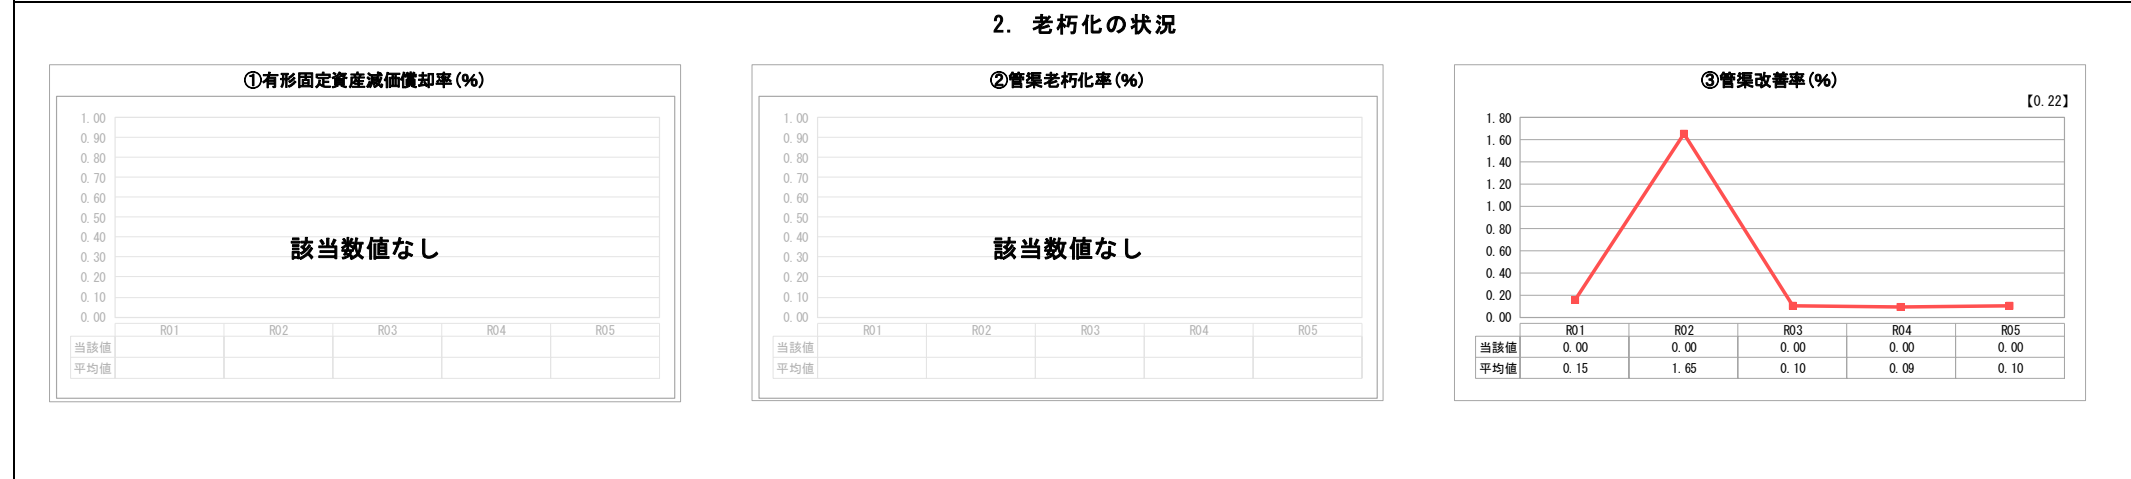 2. 老朽化の状況
①有形固定資産減価償却率(%)
1.00
0.90
0.80
0.70
0.60
0.50
0.40
0.30
0.20
0.10
0.00
該当数値なし
R01 R02 R03 R04 R05
当該値
平均値
②管渠老朽化率(%)
1.00
0.90
0.80
0.70
0.60
0.50
0.40
0.30
0.20
0.10
0.00
該当数値なし
R01 R02 R03 R04 R05
当該値
平均値
③管渠改善率(%)
【0.22】
1.80
1.60
1.40
1.20
1.00
0.80
0.60
0.40
0.20
0.00
R01 R02 R03 R04 R05
当該値 0.00 0.00 0.00 0.00 0.00
平均値 0.15 1.65 0.10 0.09 0.10